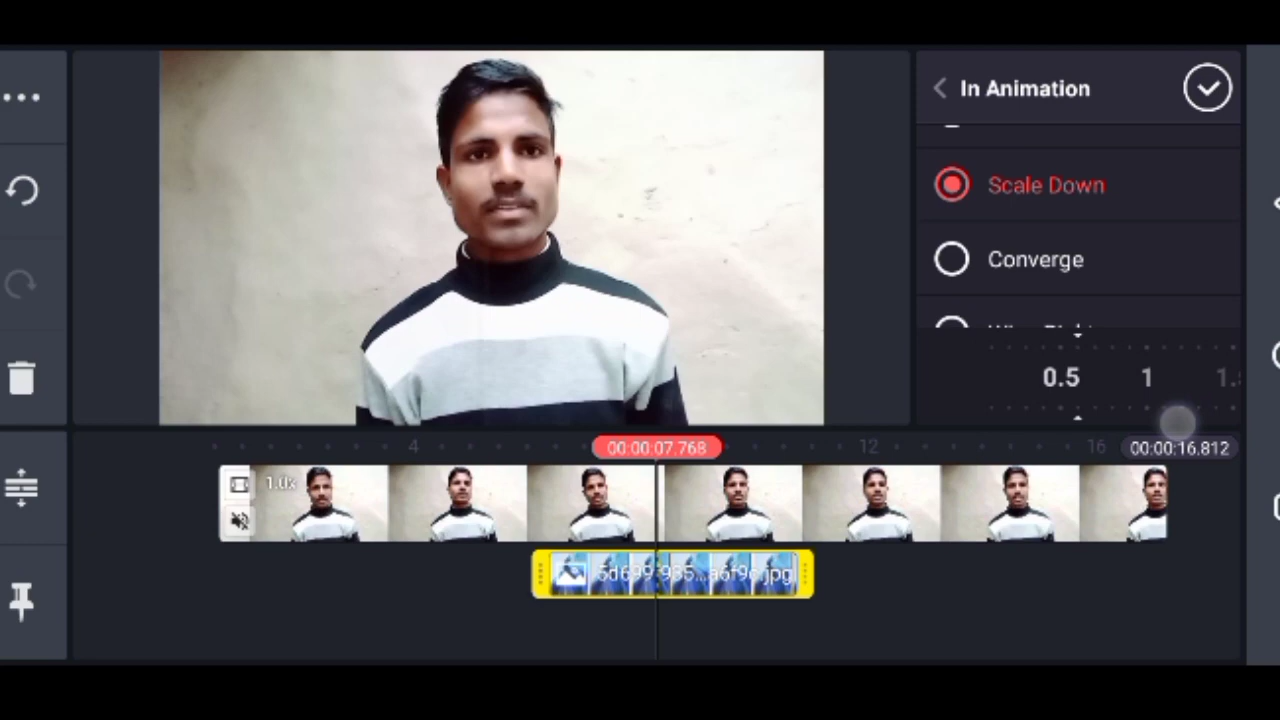 In Animation
Scale Down
Converge
0.5 1 1.
4 00:00:07.768 12 16 00:00:16.812
1.0x